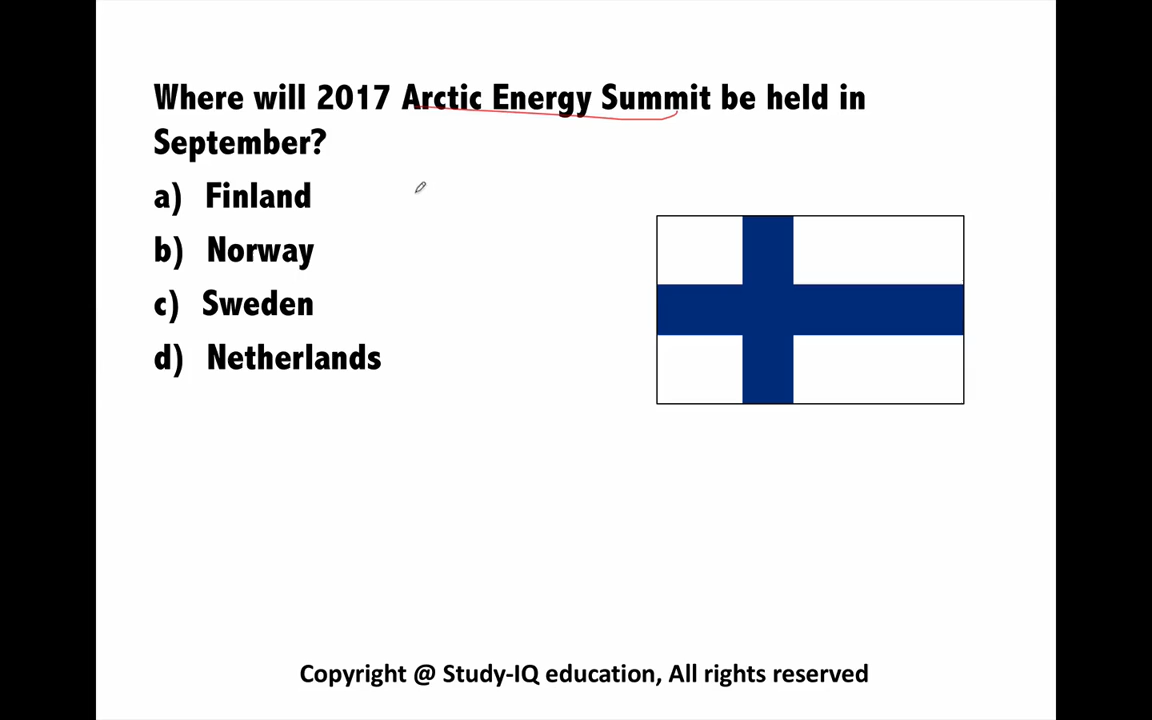 Where will 2017 Arctic Energy Summit be held in
September?
a) Finland
b) Norway
c) Sweden
d) Netherlands
Copyright @ Study-IQ education, All rights reserved